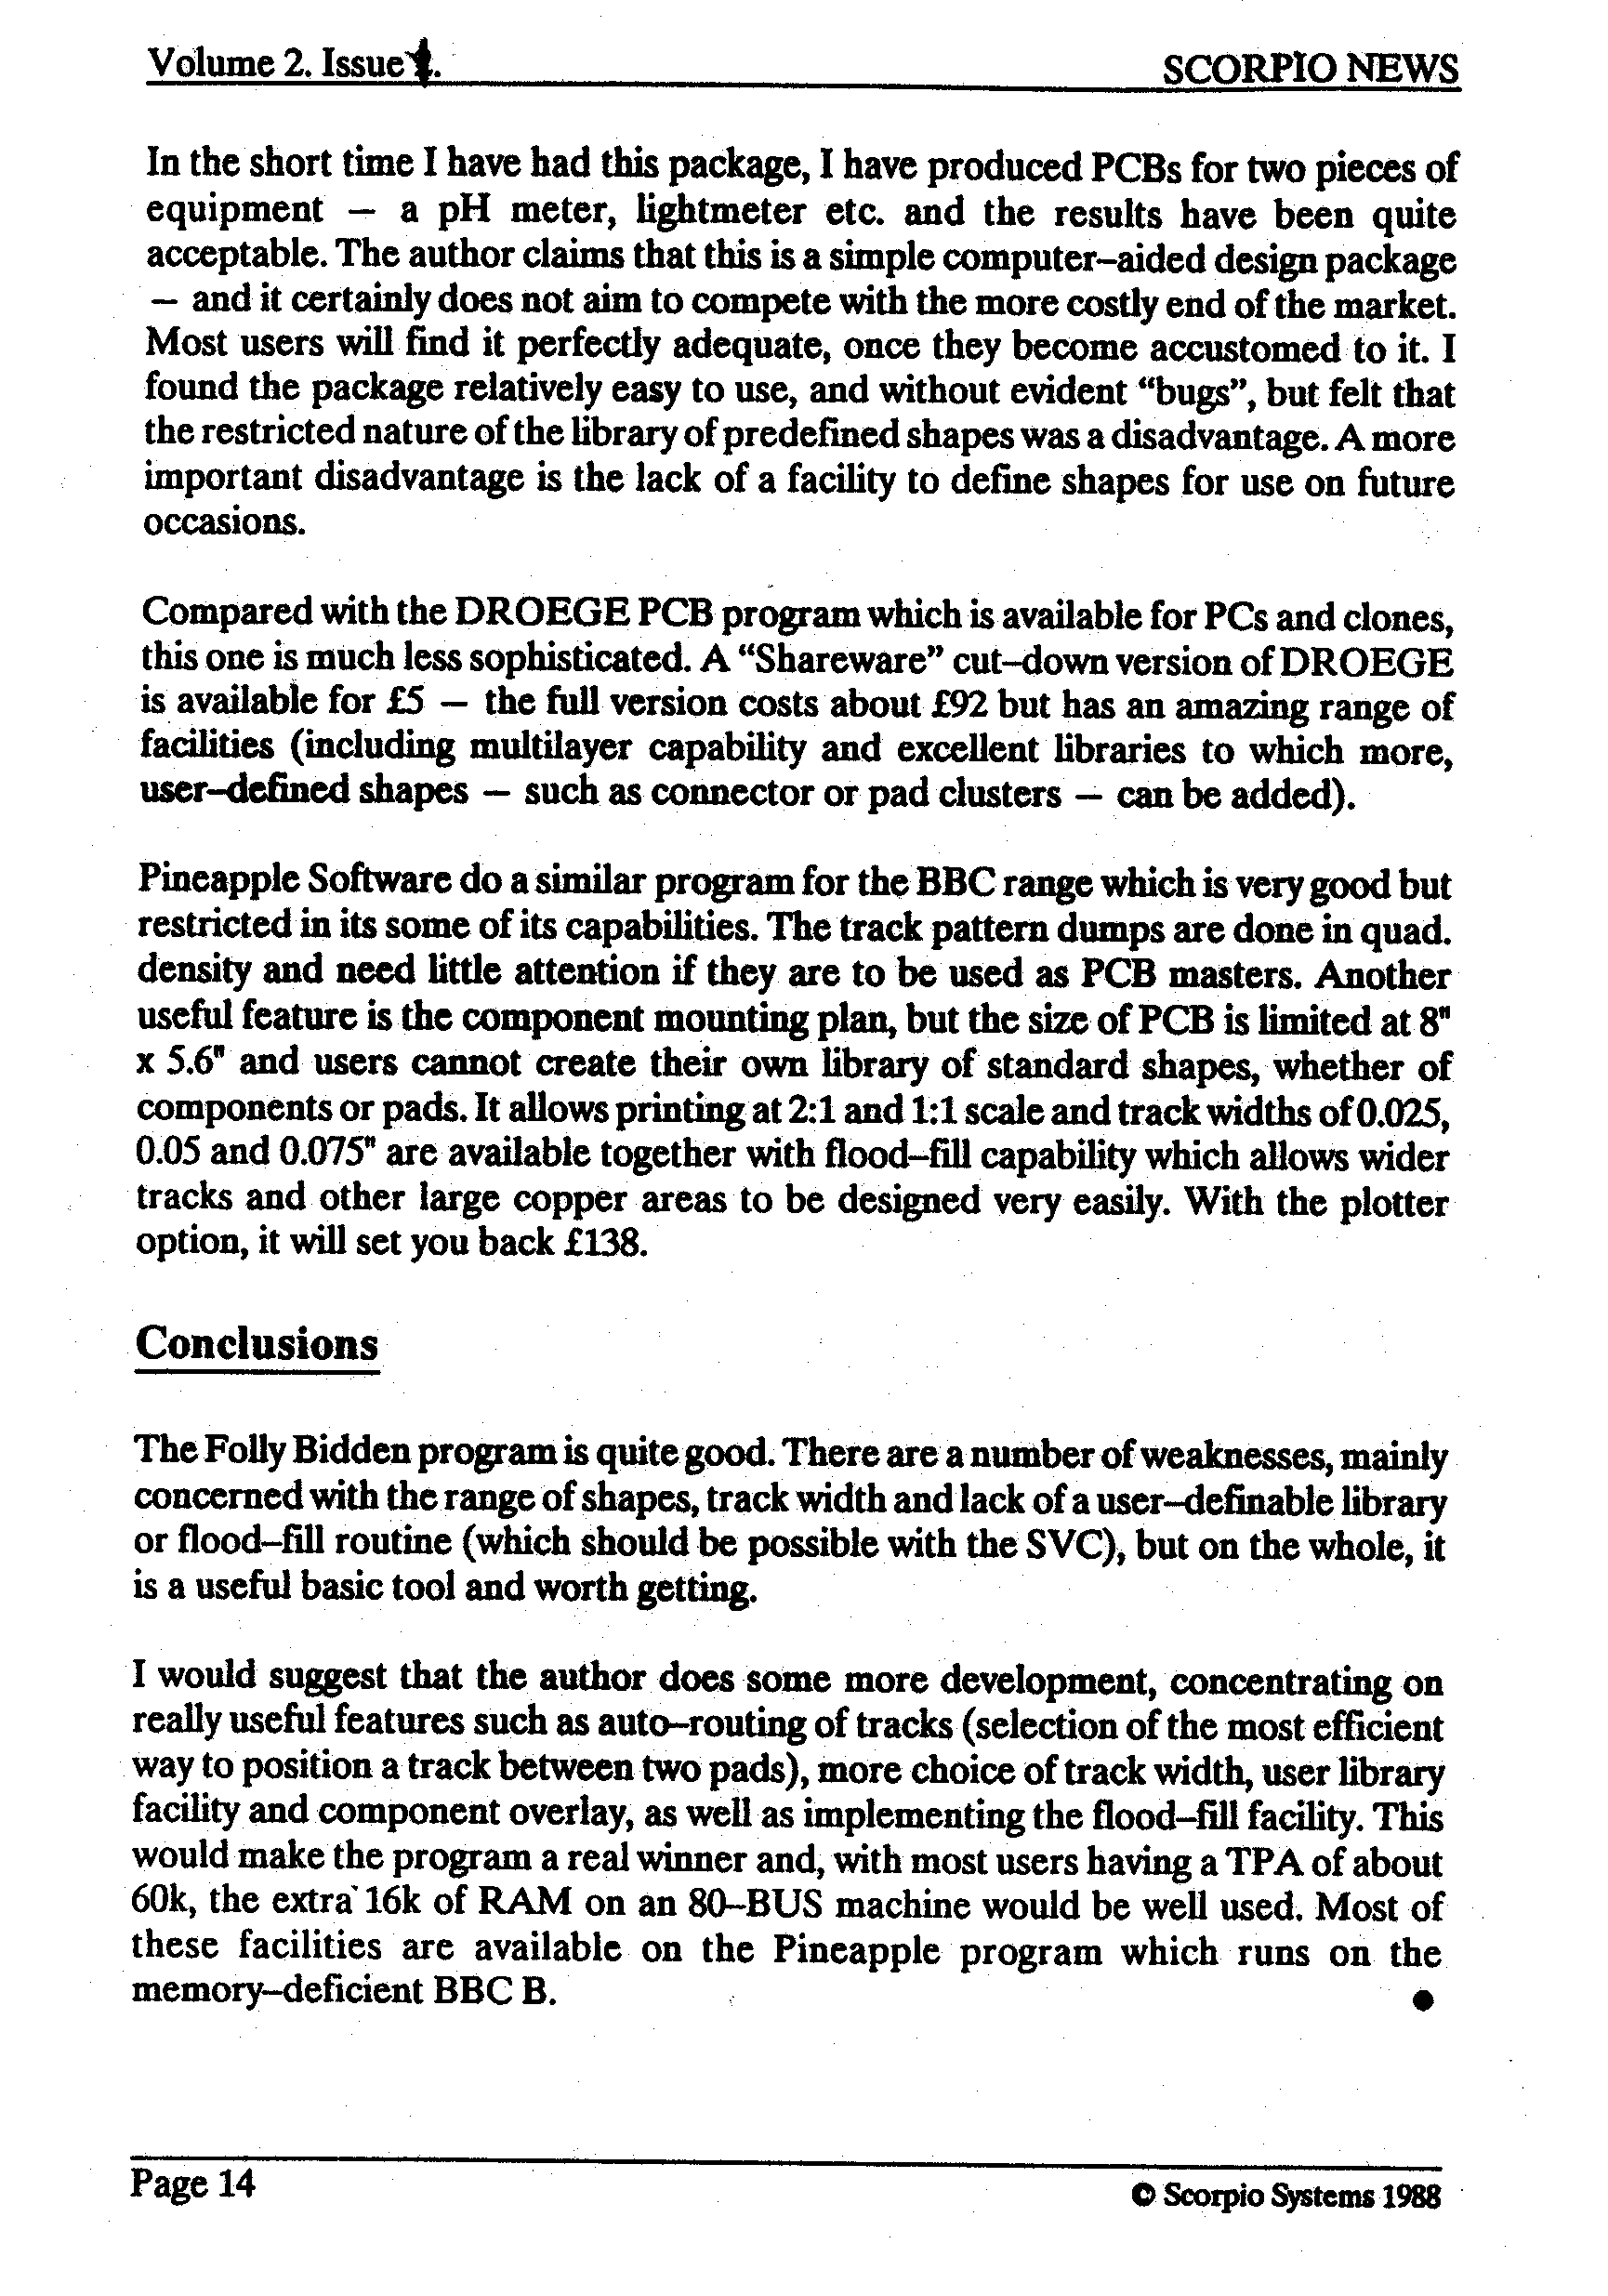 Volume 2. Issue
SCORPIO NEWS
In the short time I have had this package, I have produced PCBs for two pieces of
equipment – a pH meter, lightmeter etc. and the results have been quite
acceptable. The author claims that this is a simple computer–aided design package
– and it certainly does not aim to compete with the more costly end of the market.
Most users will find it perfectly adequate, once they become accustomed to it. I
found the package relatively easy to use, and without evident “bugs”, but felt that
the restricted nature of the library of predefined shapes was a disadvantage. A more
important disadvantage is the lack of a facility to define shapes for use on future
occasions.
Compared with the DROEGE PCB program which is available for PCs and clones,
this one is much less sophisticated. A “Shareware” cut–down version of DROEGE
is available for £5 – the full version costs about £92 but has an amazing range of
facilities (including multilayer capability and excellent libraries to which more,
user–defined shapes – such as connector or pad clusters – can be added).
Pineapple Software do a similar program for the BBC range which is very good but
restricted in its some of its capabilities. The track pattern dumps are done in quad.
density and need little attention if they are to be used as PCB masters. Another
useful feature is the component mounting plan, but the size of PCB is limited at 8"
x 5.6" and users cannot create their own library of standard shapes, whether of
components or pads. It allows printing at 2:1 and 1:1 scale and track widths of 0.025,
0.05 and 0.075" are available together with flood–fill capability which allows wider
tracks and other large copper areas to be designed very easily. With the plotter
option, it will set you back £138.
Conclusions
The Folly Bidden program is quite good. There are a number of weaknesses, mainly
concerned with the range of shapes, track width and lack of a user–definable library
or flood–fill routine (which should be possible with the SVC), but on the whole, it
is a useful basic tool and worth getting.
I would suggest that the author does some more development, concentrating on
really useful features such as auto–routing of tracks (selection of the most efficient
way to position a track between two pads), more choice of track width, user library
facility and component overlay, as well as implementing the flood–fill facility. This
would make the program a real winner and, with most users having a TPA of about
60k, the extra 16k of RAM on an 80–BUS machine would be well used. Most of
these facilities are available on the Pineapple program which runs on the
memory–deficient BBC B.
Page 14
© Scorpio Systems 1988